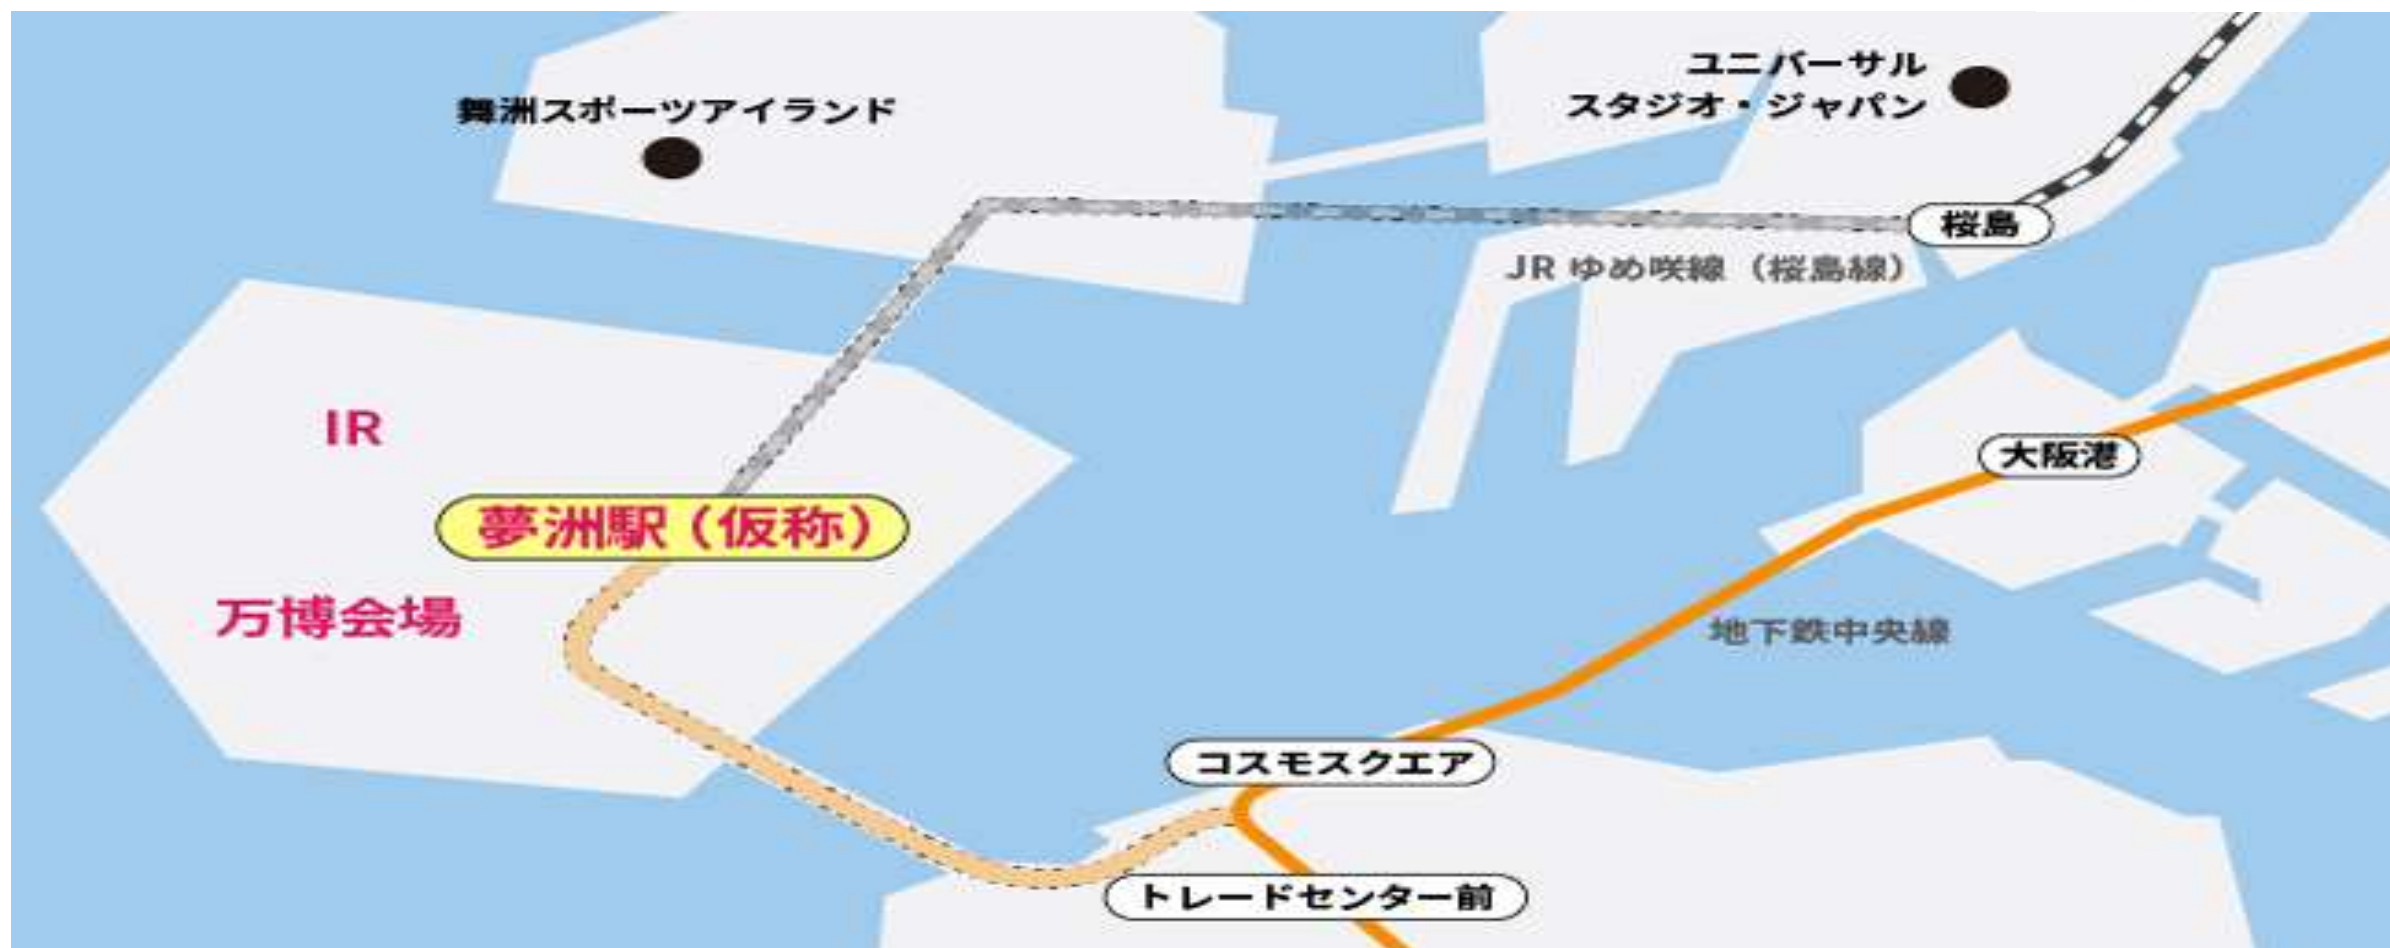 ユニバーサル
スタジオ・ジャパン
舞洲スポーツアイランド
桜島
JR ゆめ咲線（桜島線）
IR
大阪港
夢洲駅（仮称）
万博会場
地下鉄中央線
コスモスクエア
トレードセンター前